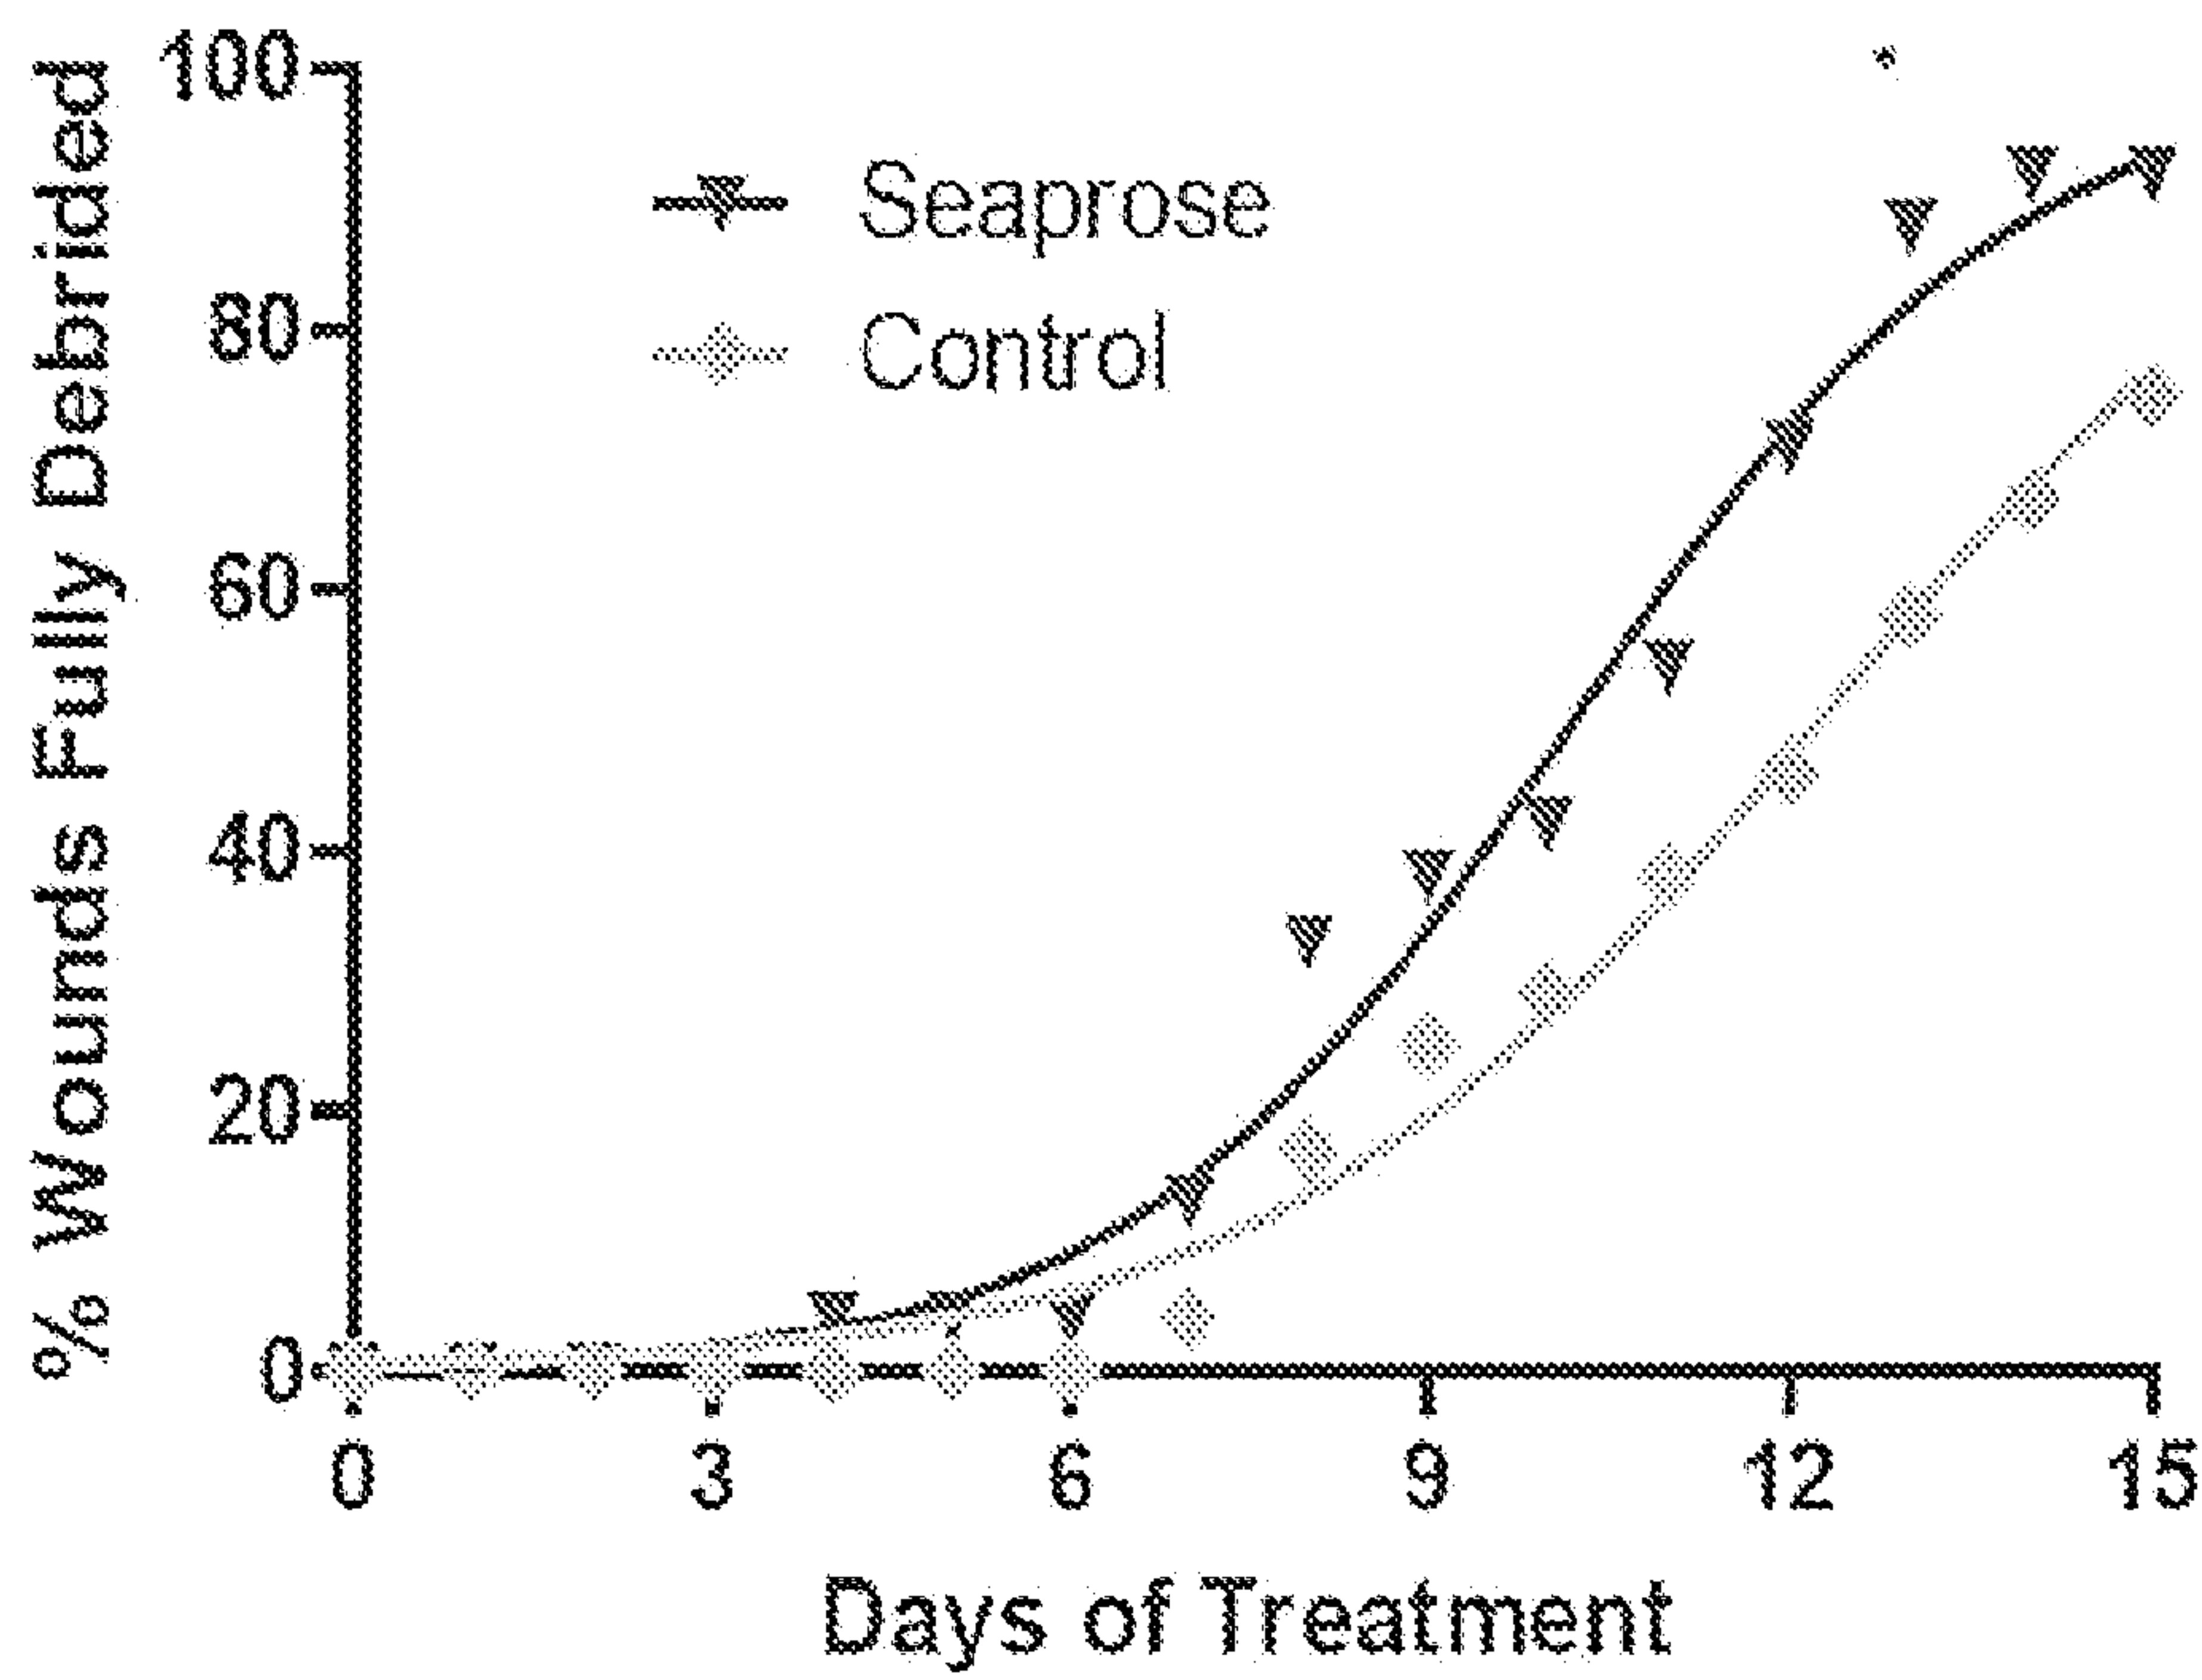 % Wounds Fully Debrided
100
80
60
40
20
0
Seaprose
Control
0 3 6 9 12 15
Days of Treatment